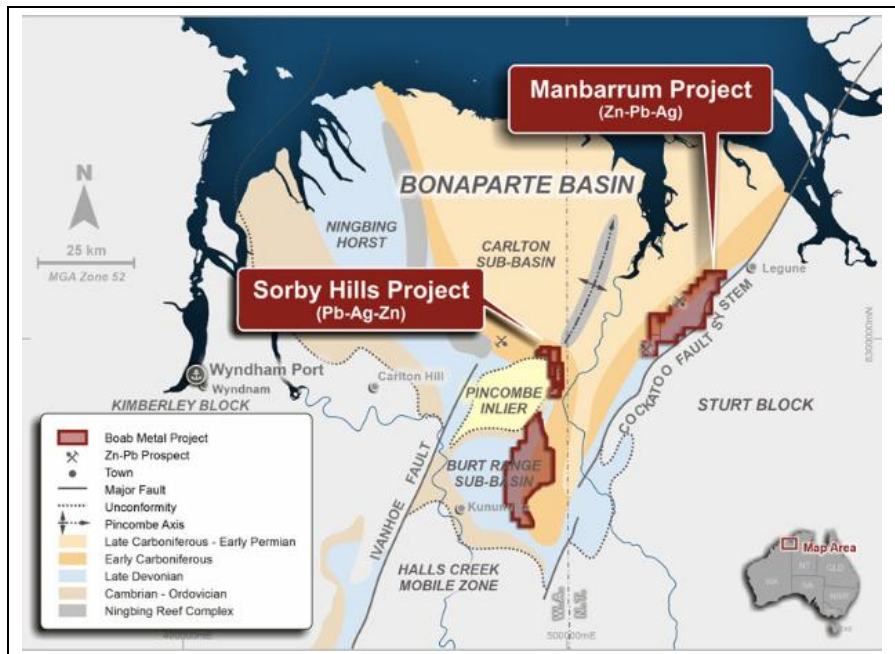 Manbarrum Project
(Zn-Pb-Ag)
BONAPARTE BASIN
N
25 km
MGA Zone 52
NINGBING
HORST
CARLTON
SUB-BASIN
Legune
Sorby Hills Project
(Pb-Ag-Zn)
COCKATOO FAULT SYSTEM
Wyndham Port
Wyndham
Carlton Hill
KIMBERLEY BLOCK
PINCOMBE
INLIER
STURT BLOCK
BURT RANGE
SUB-BASIN
IVANHOE FAULT
HALLS CREEK
MOBILE ZONE
W.A.
N.T.
Boab Metal Project
Zn-Pb Prospect
Town
Major Fault
Unconformity
Pincombe Axis
Late Carboniferous - Early Permian
Early Carboniferous
Late Devonian
Cambrian - Ordovician
Ningbing Reef Complex
500000mE
Map Area
WA
NT
QLD
SA
NSW